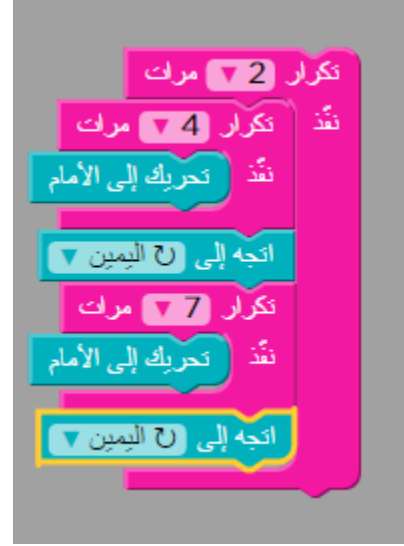 تكرار 2 ▼ مرات
نفّذ تكرار 4 ▼ مرات
نفّذ تحريك إلى الأمام
اتجه إلى ↻ اليمين ▼
تكرار 7 ▼ مرات
نفّذ تحريك إلى الأمام
اتجه إلى ↻ اليمين ▼